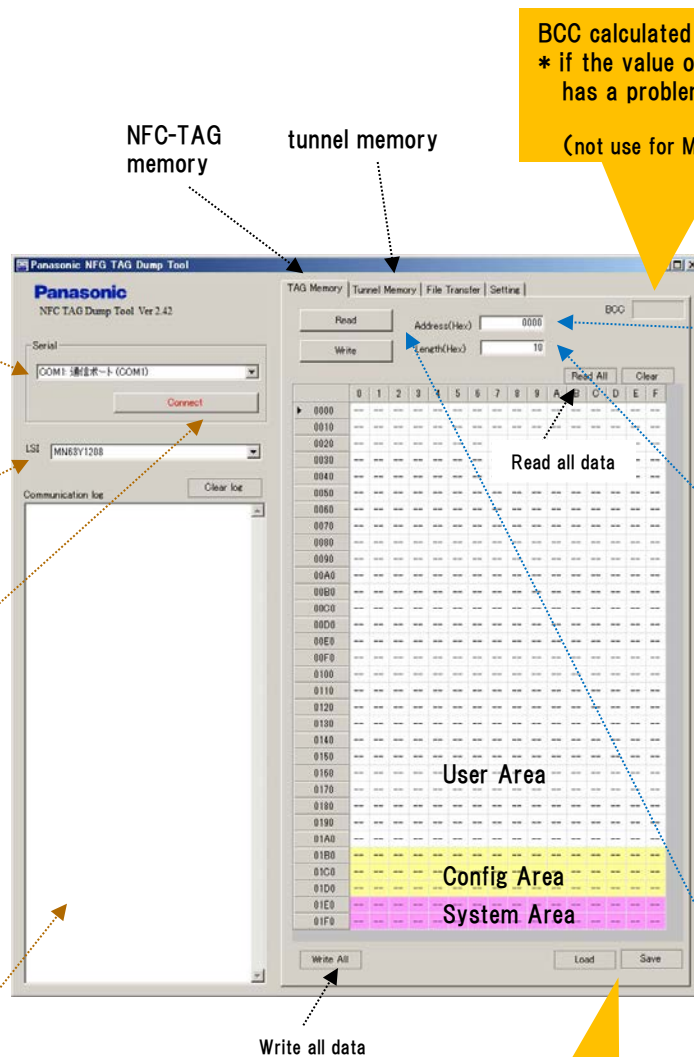 BCC calculated
* if the value o
has a problem
(not use for M
NFC-TAG
memory
tunnel memory
Panasonic NFG TAG Dump Tool
Panasonic
NFC TAG Dump Tool Ver 2.42
Serial
COM1: 通信ポート (COM1)
Connect
LSI MN63Y1208
Communication log
Clear log
TAG Memory Tunnel Memory File Transfer Setting
BCC
Read Address(Hex) 0000
Write Length(Hex) 10
Read All Clear
0 1 2 3 4 5 6 7 8 9 A B C D E F
0000 -- -- -- -- -- -- -- -- -- -- -- -- -- -- -- --
0010 -- -- -- -- -- -- -- -- -- -- -- -- -- -- -- --
0020 -- -- -- -- -- --
0030 -- -- -- -- -- -- Read all data --
0040 -- -- -- -- -- --
0050 -- -- -- -- -- -- -- -- -- -- -- -- -- -- -- --
0060 -- -- -- -- -- -- -- -- -- -- -- -- -- -- -- --
0070 -- -- -- -- -- -- -- -- -- -- -- -- -- -- -- --
0080 -- -- -- -- -- -- -- -- -- -- -- -- -- -- -- --
0090 -- -- -- -- -- -- -- -- -- -- -- -- -- -- -- --
00A0 -- -- -- -- -- -- -- -- -- -- -- -- -- -- -- --
00B0 -- -- -- -- -- -- -- -- -- -- -- -- -- -- -- --
00C0 -- -- -- -- -- -- -- -- -- -- -- -- -- -- -- --
00D0 -- -- -- -- -- -- -- -- -- -- -- -- -- -- -- --
00E0 -- -- -- -- -- -- -- -- -- -- -- -- -- -- -- --
00F0 -- -- -- -- -- -- -- -- -- -- -- -- -- -- -- --
0100 -- -- -- -- -- -- -- -- -- -- -- -- -- -- -- --
0110 -- -- -- -- -- -- -- -- -- -- -- -- -- -- -- --
0120 -- -- -- -- -- -- -- -- -- -- -- -- -- -- -- --
0130 -- -- -- -- -- -- -- -- -- -- -- -- -- -- -- --
0140 -- -- -- -- -- -- -- -- -- -- -- -- -- -- -- --
0150 -- -- -- -- -- -- -- -- -- -- -- -- -- -- -- --
0160 -- -- -- -- User Area -- -- -- --
0170 -- -- -- -- -- -- -- -- -- -- -- -- -- -- -- --
0180 -- -- -- -- -- -- -- -- -- -- -- -- -- -- -- --
0190 -- -- -- -- -- -- -- -- -- -- -- -- -- -- -- --
01A0 -- -- -- -- -- -- -- -- -- -- -- -- -- -- -- --
01B0 -- -- -- -- -- -- -- -- -- -- -- -- -- -- -- --
01C0 -- -- -- -- Config Area -- -- -- --
01D0 -- -- -- -- -- -- -- -- -- -- -- -- -- -- -- --
01E0 -- -- -- -- System Area -- -- -- --
01F0 -- -- -- -- -- -- -- --
Write All Load Save
Write all data